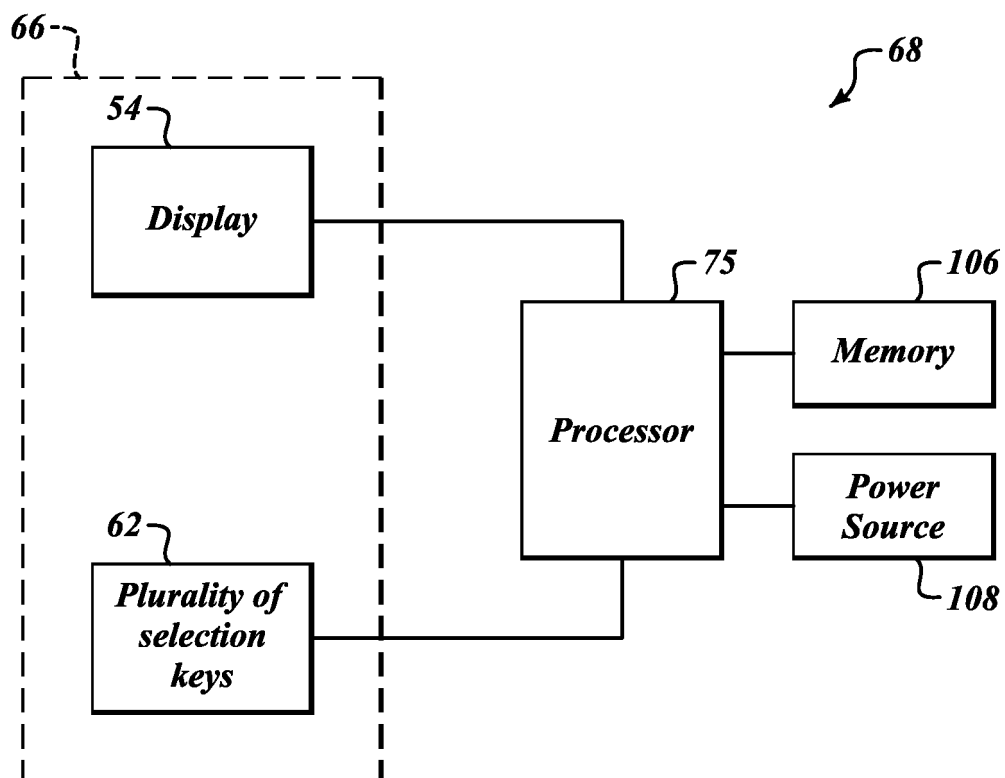 66
68
54
Display
75
106
Memory
Processor
Power
Source
108
62
Plurality of
selection
keys